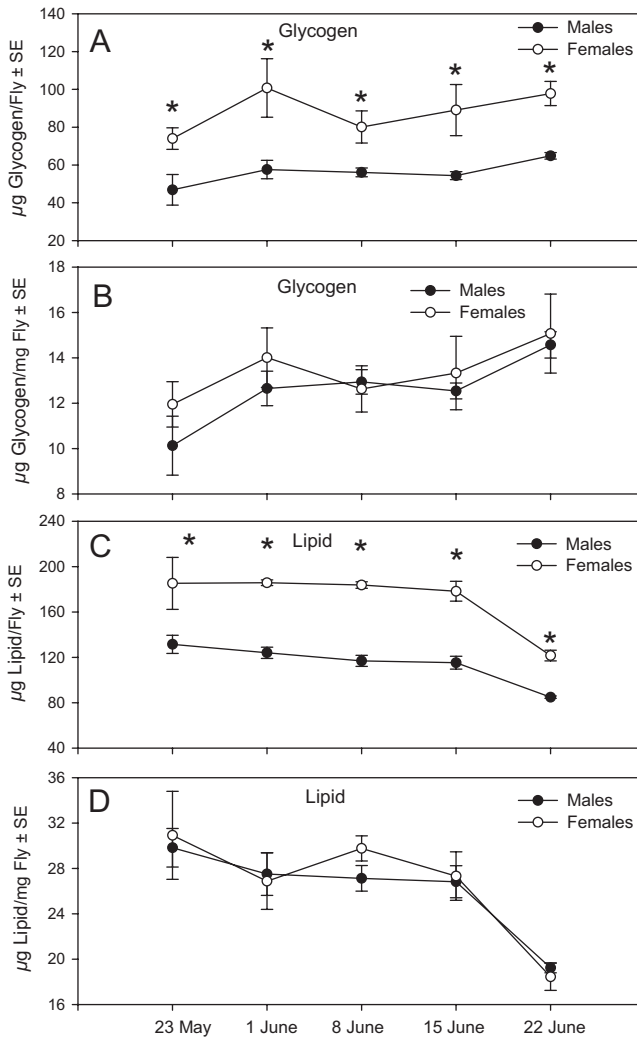 A
Glycogen
Males
Females
140
120
100
80
60
40
20
µg Glycogen/Fly ± SE
* * * * *
B
Glycogen
Males
Females
18
16
14
12
10
8
µg Glycogen/mg Fly ± SE
C
Lipid
Males
Females
240
200
160
120
80
40
µg Lipid/Fly ± SE
* * * * *
D
Lipid
Males
Females
36
32
28
24
20
16
µg Lipid/mg Fly ± SE
23 May 1 June 8 June 15 June 22 June